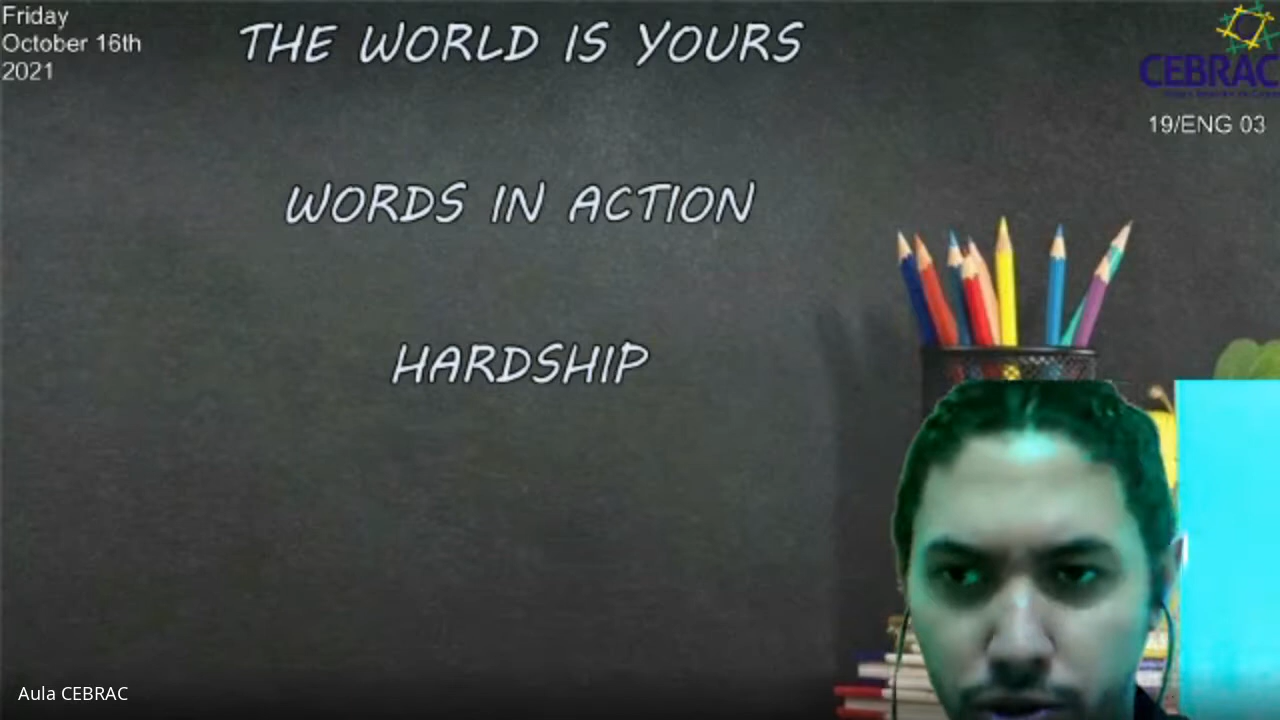 Friday
October 16th
2021
THE WORLD IS YOURS
CEBRAC
19/ENG 03
WORDS IN ACTION
HARDSHIP
Aula CEBRAC